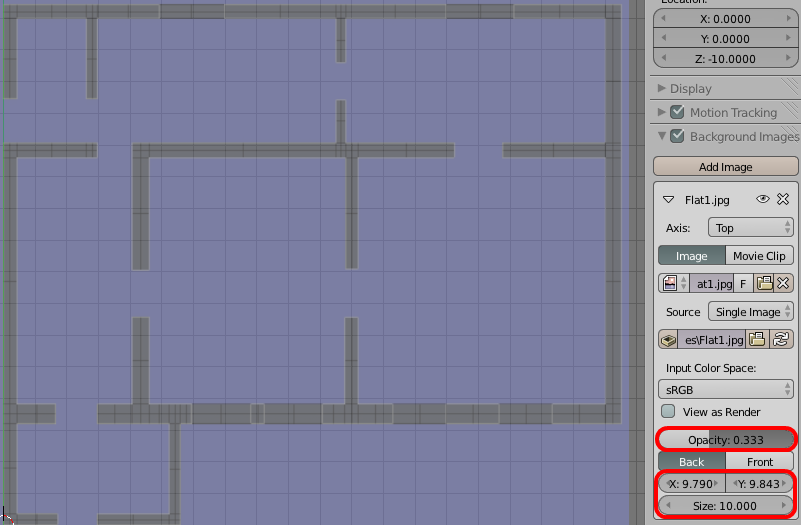 Location:
X: 0.0000
Y: 0.0000
Z: -10.0000
Display
Motion Tracking
Background Images
Add Image
Flat1.jpg
Axis: Top
Image Movie Clip
at1.jpg F
Source Single Image
es\Flat1.jpg
Input Color Space:
sRGB
View as Render
Opacity: 0.333
Back Front
X: 9.790 Y: 9.843
Size: 10.000